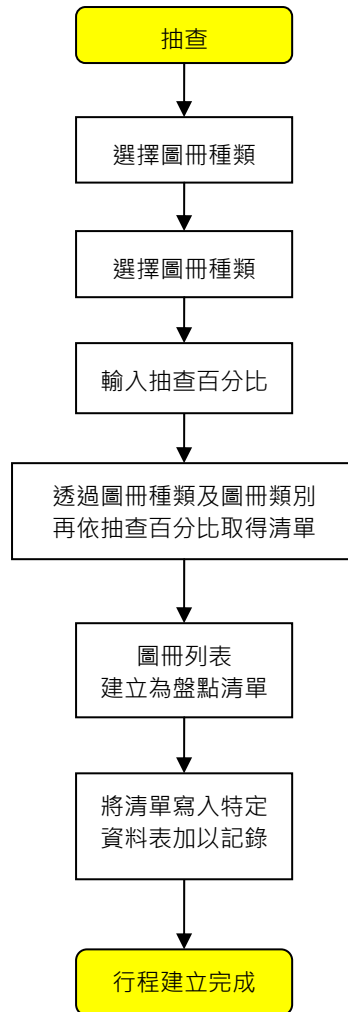 抽查
選擇圖冊種類
選擇圖冊種類
輸入抽查百分比
透過圖冊種類及圖冊類別
再依抽查百分比取得清單
圖冊列表
建立為盤點清單
將清單寫入特定
資料表加以記錄
行程建立完成